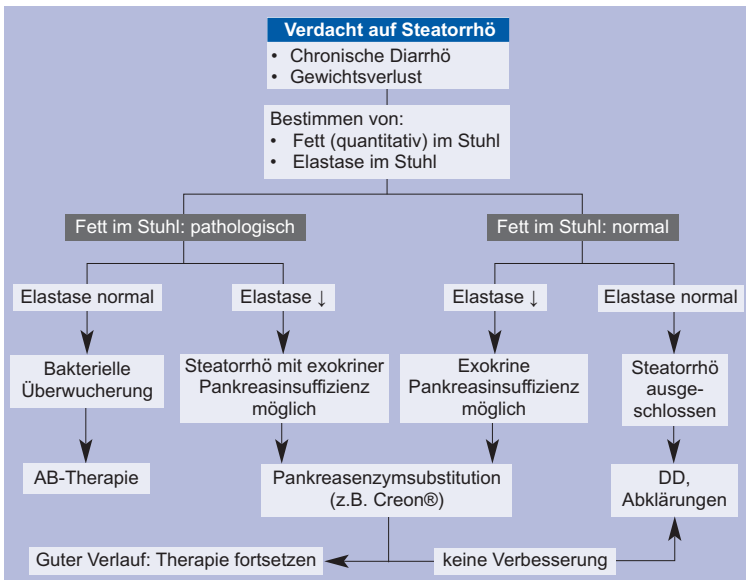 Verdacht auf Steatorrhö
• Chronische Diarrhö
• Gewichtsverlust
Bestimmen von:
• Fett (quantitativ) im Stuhl
• Elastase im Stuhl
Fett im Stuhl: pathologisch
Fett im Stuhl: normal
Elastase normal
Elastase ↓
Elastase ↓
Elastase normal
Bakterielle
Überwucherung
Steatorrhö mit exokriner
Pankreasinsuffizienz
möglich
Exokrine
Pankreasinsuffizienz
möglich
Steatorrhö
ausge-
schlossen
AB-Therapie
Pankreasenzymsubstitution
(z.B. Creon®)
DD,
Abklärungen
Guter Verlauf: Therapie fortsetzen
keine Verbesserung